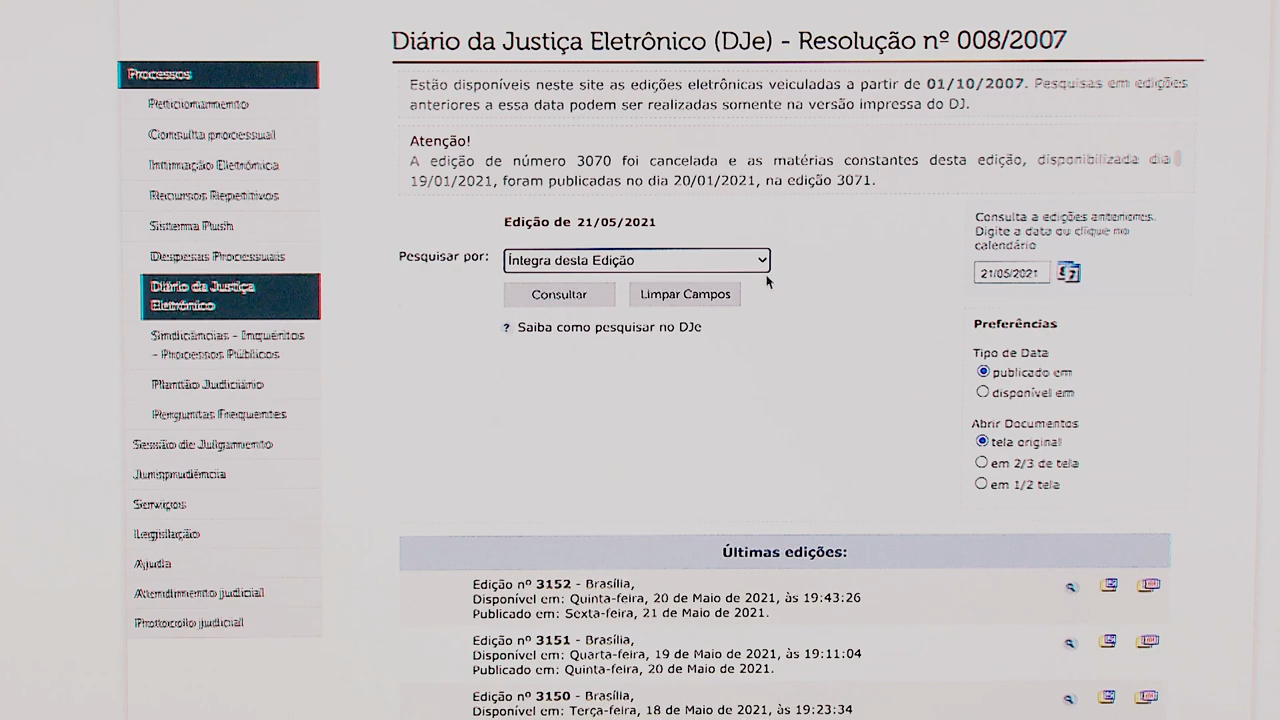 Diário da Justiça Eletrônico (DJe) - Resolução nº 008/2007
Processos
Peticionamento
Consulta processual
Intimação Eletrônica
Recursos Repetitivos
Sistema Push
Despesas Processuais
Diário da Justiça
Eletrônico
Sindicâncias - Inquéritos
- Processos Públicos
Plantão Judiciário
Perguntas Frequentes
Sessão de Julgamento
Jurisprudência
Serviços
Legislação
Ajuda
Atendimento judicial
Protocolo judicial
Estão disponíveis neste site as edições eletrônicas veiculadas a partir de 01/10/2007. Pesquisas em edições
anteriores a essa data podem ser realizadas somente na versão impressa do DJ.
Atenção!
A edição de número 3070 foi cancelada e as matérias constantes desta edição, disponibilizada dia
19/01/2021, foram publicadas no dia 20/01/2021, na edição 3071.
Edição de 21/05/2021
Pesquisar por:
Íntegra desta Edição
Consultar
Limpar Campos
? Saiba como pesquisar no DJe
Consulta a edições anteriores.
Digite a data ou clique no
calendário
21/05/2021
Preferências
Tipo de Data
publicado em
disponível em
Abrir Documentos
tela original
em 2/3 de tela
em 1/2 tela
Últimas edições:
Edição nº 3152 - Brasília,
Disponível em: Quinta-feira, 20 de Maio de 2021, às 19:43:26
Publicado em: Sexta-feira, 21 de Maio de 2021.
Edição nº 3151 - Brasília,
Disponível em: Quarta-feira, 19 de Maio de 2021, às 19:11:04
Publicado em: Quinta-feira, 20 de Maio de 2021.
Edição nº 3150 - Brasília,
Disponível em: Terça-feira, 18 de Maio de 2021, às 19:23:34